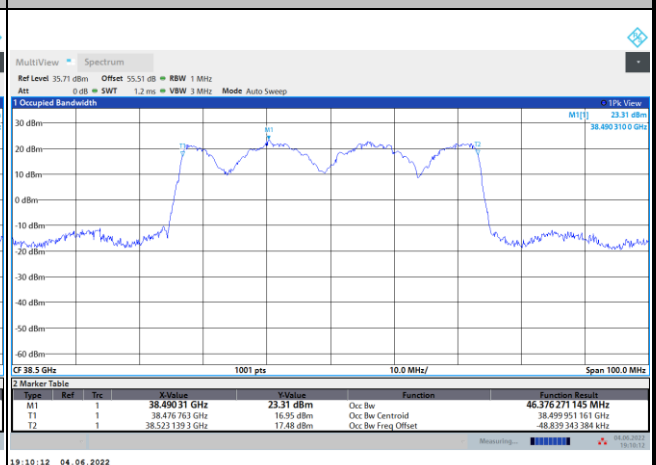 MultiView Spectrum
Ref Level 35.71 dBm Offset 55.51 dB RBW 1 MHz
Att 0 dB SWT 1.2 ms VBW 3 MHz Mode Auto Sweep
1 Occupied Bandwidth 1Pk View
M1[1] 23.31 dBm
38.490 310 0 GHz
30 dBm
M1
T1 T2
20 dBm
10 dBm
0 dBm
-10 dBm
-20 dBm
-30 dBm
-40 dBm
-50 dBm
-60 dBm
CF 38.5 GHz 1001 pts 10.0 MHz/ Span 100.0 MHz
2 Marker Table
Type Ref Trc X-Value Y-Value Function Function Result
M1 1 38.490 31 GHz 23.31 dBm Occ Bw 46.376 271 145 MHz
T1 1 38.476 763 GHz 16.95 dBm Occ Bw Centroid 38.499 951 161 GHz
T2 1 38.523 139 3 GHz 17.48 dBm Occ Bw Freq Offset -48.839 343 384 kHz
Measuring... 04.06.2022
19:10:12
19:10:12 04.06.2022